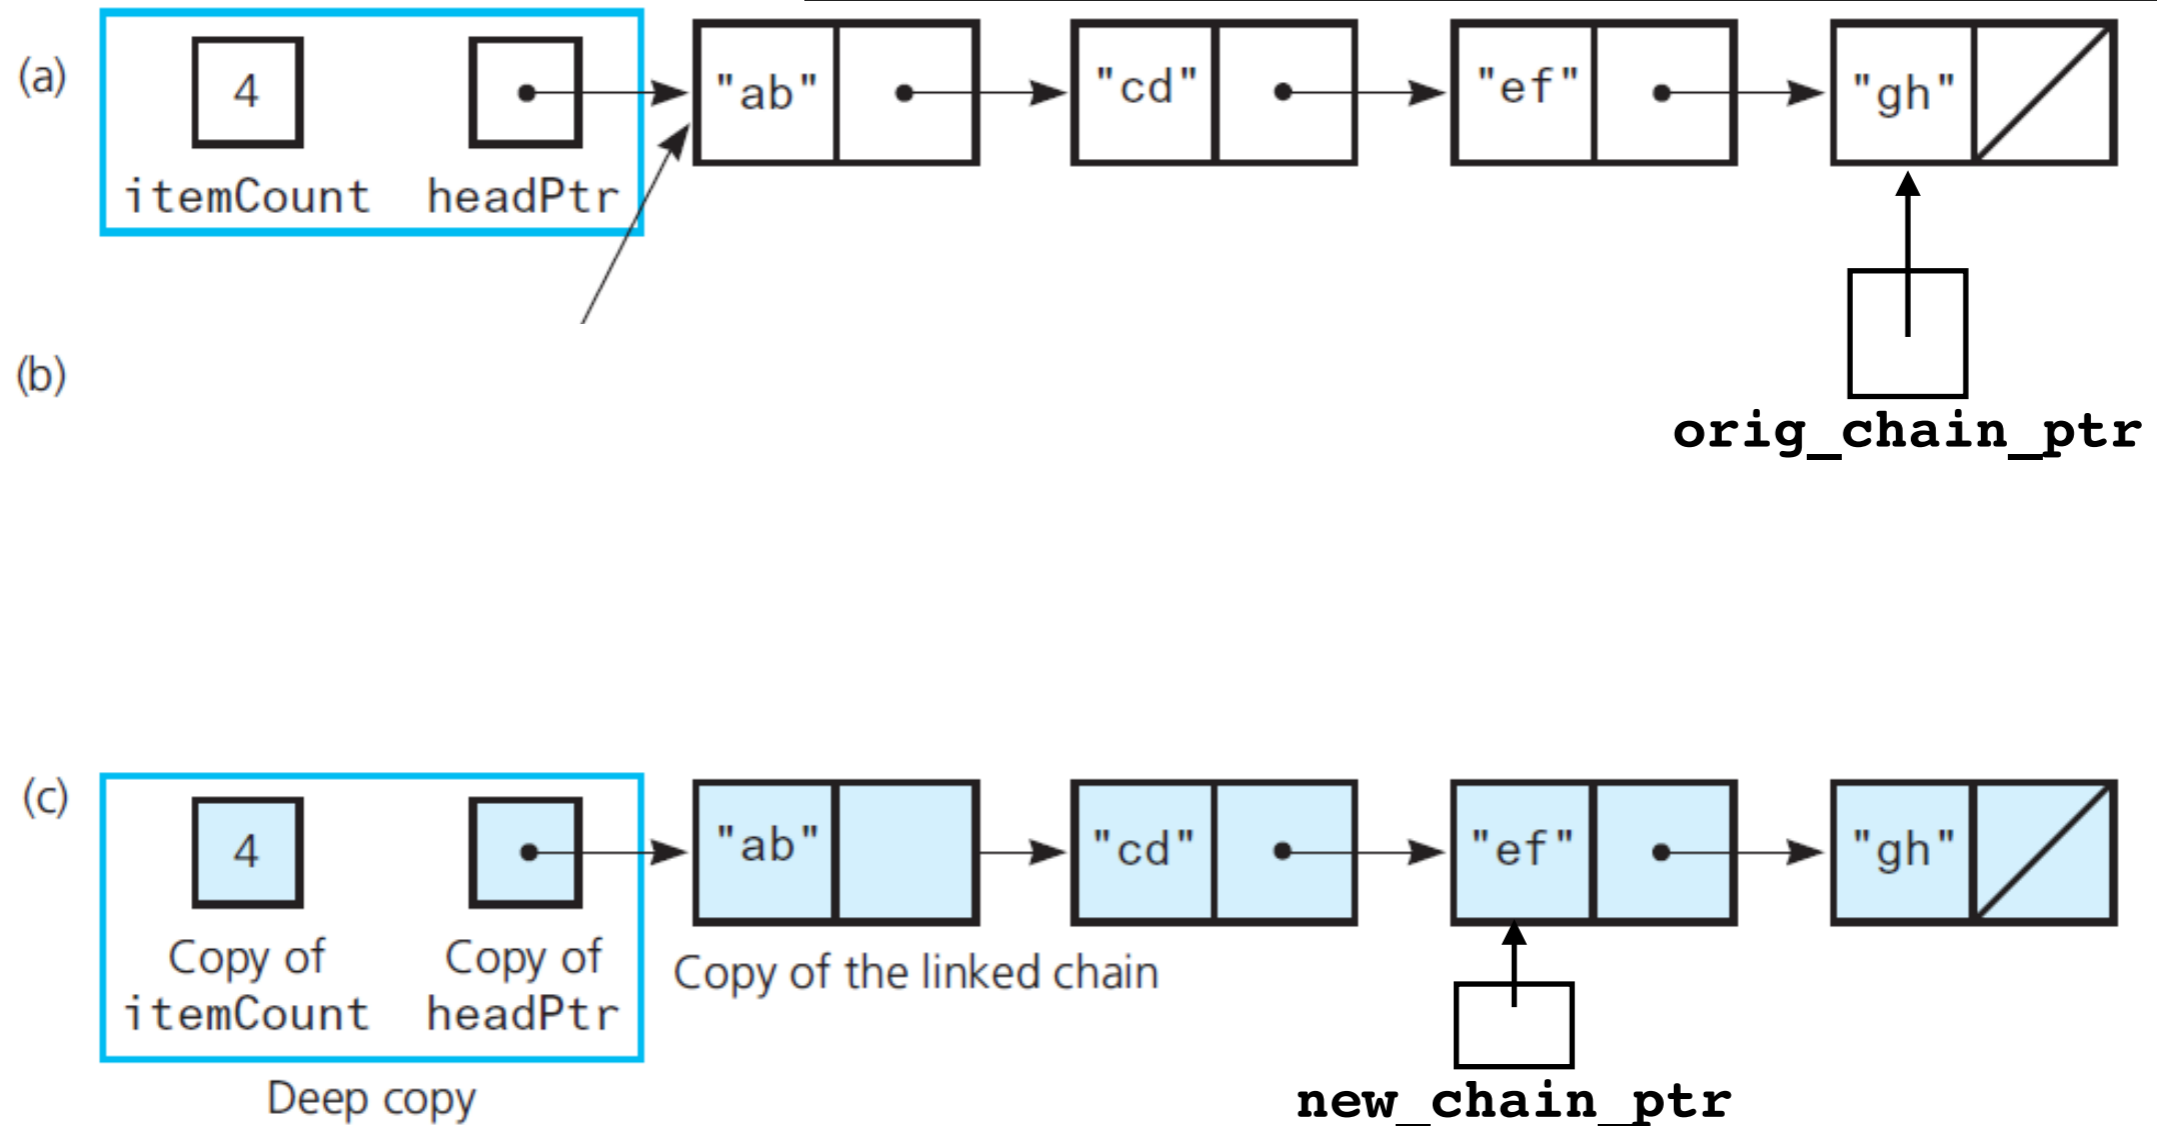 (a)
4
"ab"
"cd"
"ef"
"gh"
itemCount headPtr
(b)
orig_chain_ptr
(c)
4
"ab"
"cd"
"ef"
"gh"
Copy of
itemCount
Copy of
headPtr
Copy of the linked chain
Deep copy
new_chain_ptr